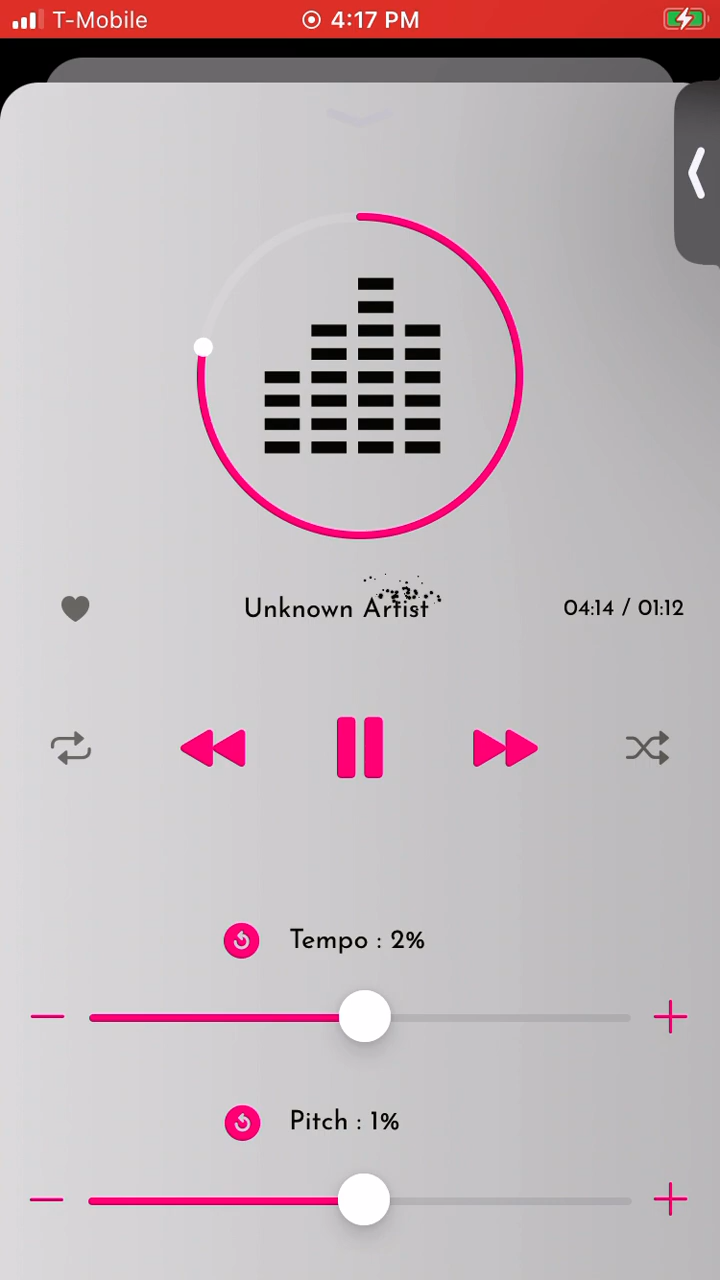 T-Mobile 4:17 PM
Unknown Artist
04:14 / 01:12
Tempo : 2%
Pitch : 1%